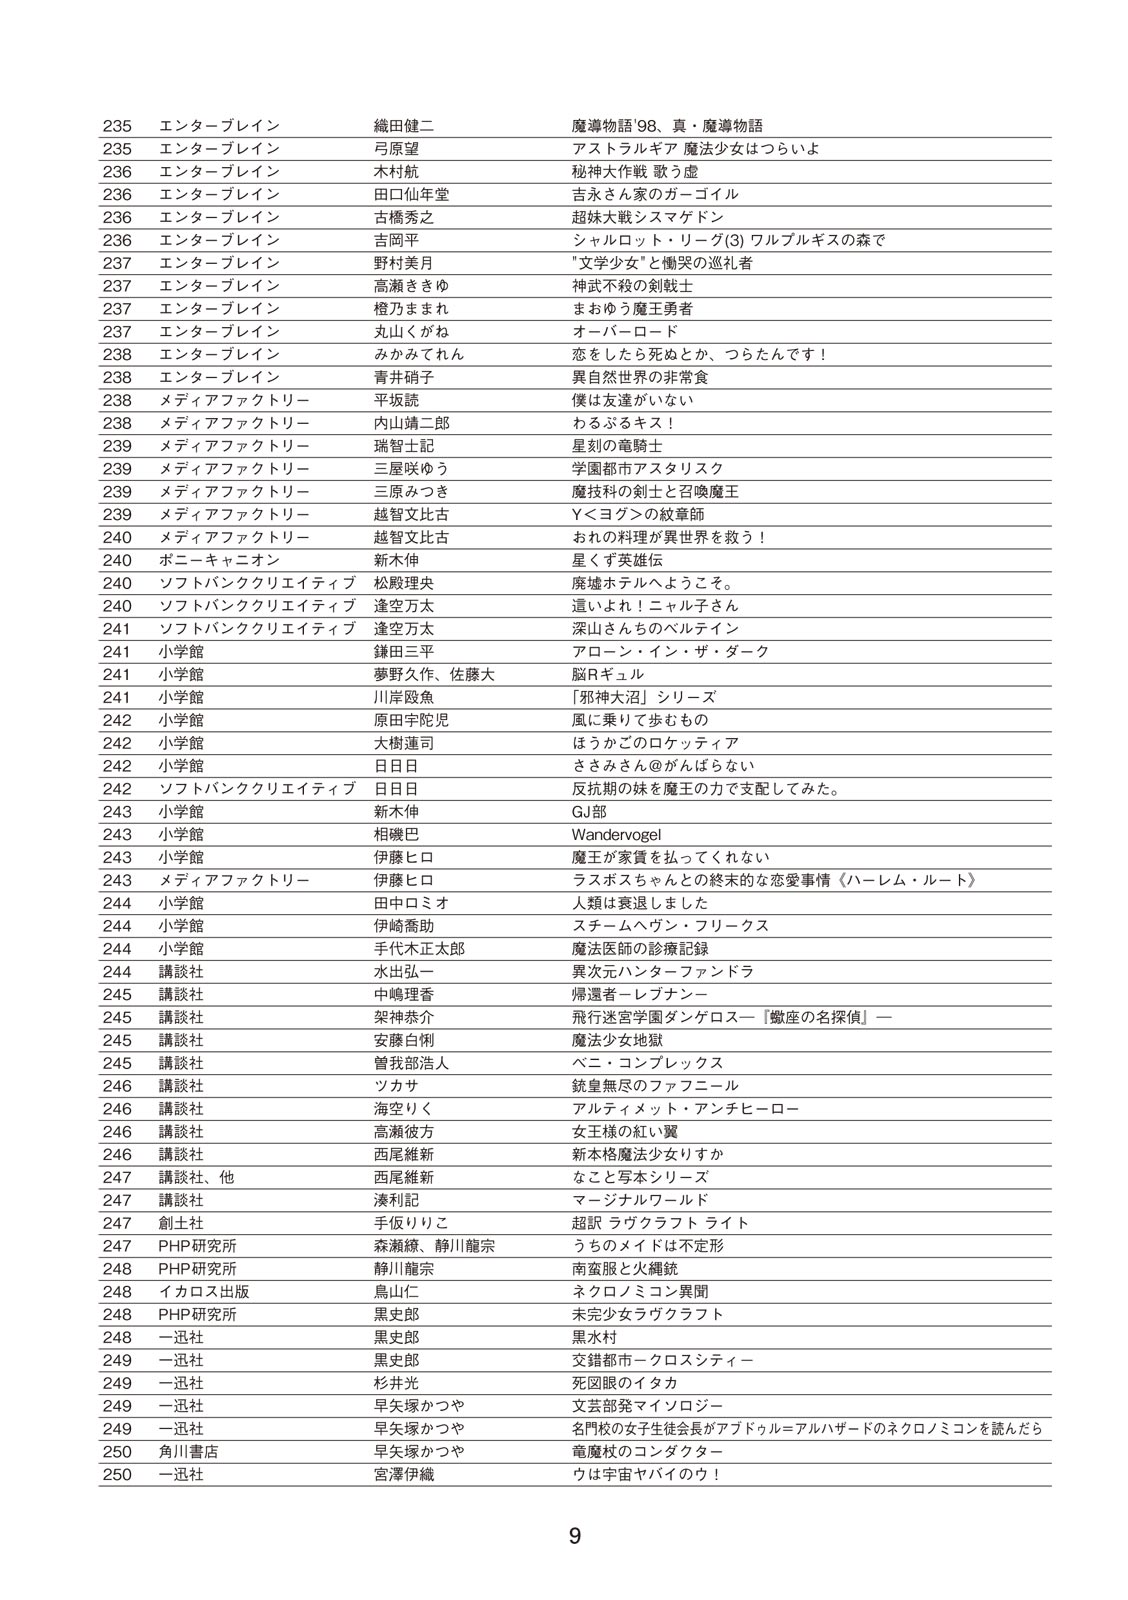 235 エンターブレイン 織田健二 魔導物語'98、真・魔導物語
235 エンターブレイン 弓原望 アストラルギア 魔法少女はつらいよ
236 エンターブレイン 木村航 秘神大作戦 歌う虚
236 エンターブレイン 田口仙年堂 吉永さん家のガーゴイル
236 エンターブレイン 古橋秀之 超妹大戦シスマゲドン
236 エンターブレイン 吉岡平 シャルロット・リーグ(3) ワルプルギスの森で
237 エンターブレイン 野村美月 "文学少女"と慟哭の巡礼者
237 エンターブレイン 高瀬ききゆ 神武不殺の剣戟士
237 エンターブレイン 橙乃ままれ まおゆう魔王勇者
237 エンターブレイン 丸山くがね オーバーロード
238 エンターブレイン みかみてれん 恋をしたら死ぬとか、つらたんです！
238 エンターブレイン 青井硝子 異自然世界の非常食
238 メディアファクトリー 平坂読 僕は友達がいない
238 メディアファクトリー 内山靖二郎 わるぷるキス！
239 メディアファクトリー 瑞智士記 星刻の竜騎士
239 メディアファクトリー 三屋咲ゆう 学園都市アスタリスク
239 メディアファクトリー 三原みつき 魔技科の剣士と召喚魔王
239 メディアファクトリー 越智文比古 Y＜ヨグ＞の紋章師
240 メディアファクトリー 越智文比古 おれの料理が異世界を救う！
240 ポニーキャニオン 新木伸 星くず英雄伝
240 ソフトバンククリエイティブ 松殿理央 廃墟ホテルへようこそ。
240 ソフトバンククリエイティブ 逢空万太 這いよれ！ニャル子さん
241 ソフトバンククリエイティブ 逢空万太 深山さんちのベルテイン
241 小学館 鎌田三平 アローン・イン・ザ・ダーク
241 小学館 夢野久作、佐藤大 脳Rギュル
241 小学館 川岸殴魚 「邪神大沼」シリーズ
242 小学館 原田宇陀児 風に乗りて歩むもの
242 小学館 大樹蓮司 ほうかごのロケッティア
242 小学館 日日日 ささみさん@がんばらない
242 ソフトバンククリエイティブ 日日日 反抗期の妹を魔王の力で支配してみた。
243 小学館 新木伸 GJ部
243 小学館 相磯巴 Wandervogel
243 小学館 伊藤ヒロ 魔王が家賃を払ってくれない
243 メディアファクトリー 伊藤ヒロ ラスボスちゃんとの終末的な恋愛事情《ハーレム・ルート》
244 小学館 田中ロミオ 人類は衰退しました
244 小学館 伊崎喬助 スチームヘヴン・フリークス
244 小学館 手代木正太郎 魔法医師の診療記録
244 講談社 水出弘一 異次元ハンターファンドラ
245 講談社 中嶋理香 帰還者－レブナン－
245 講談社 架神恭介 飛行迷宮学園ダンゲロス―『蠍座の名探偵』―
245 講談社 安藤白悧 魔法少女地獄
245 講談社 曽我部浩人 ベニ・コンプレックス
246 講談社 ツカサ 銃皇無尽のファフニール
246 講談社 海空りく アルティメット・アンチヒーロー
246 講談社 高瀬彼方 女王様の紅い翼
246 講談社 西尾維新 新本格魔法少女りすか
247 講談社、他 西尾維新 なこと写本シリーズ
247 講談社 湊利記 マージナルワールド
247 創土社 手仮りりこ 超訳 ラヴクラフト ライト
247 PHP研究所 森瀬繚、静川龍宗 うちのメイドは不定形
248 PHP研究所 静川龍宗 南蛮服と火縄銃
248 イカロス出版 鳥山仁 ネクロノミコン異聞
248 PHP研究所 黒史郎 未完少女ラヴクラフト
248 一迅社 黒史郎 黒水村
249 一迅社 黒史郎 交錯都市－クロスシティ－
249 一迅社 杉井光 死図眼のイタカ
249 一迅社 早矢塚かつや 文芸部発マイソロジー
249 一迅社 早矢塚かつや 名門校の女子生徒会長がアブドゥル＝アルハザードのネクロノミコンを読んだら
250 角川書店 早矢塚かつや 竜魔杖のコンダクター
250 一迅社 宮澤伊織 ウは宇宙ヤバイのウ！
9